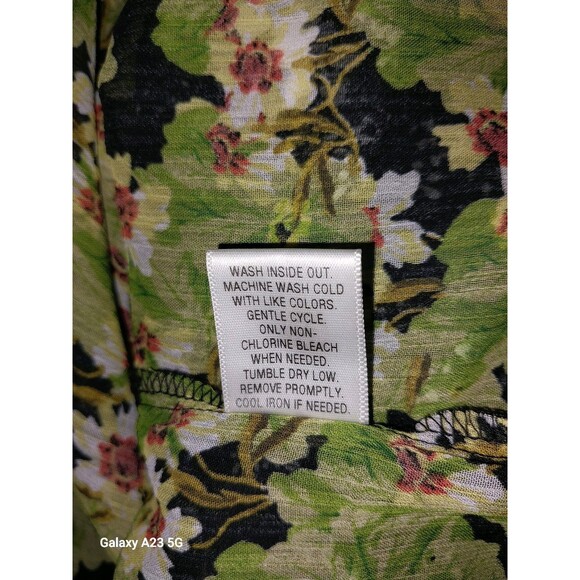 WASH INSIDE OUT.
MACHINE WASH COLD
WITH LIKE COLORS.
GENTLE CYCLE.
ONLY NON-
CHLORINE BLEACH
WHEN NEEDED.
TUMBLE DRY LOW.
REMOVE PROMPTLY.
COOL IRON IF NEEDED.
Galaxy A23 5G